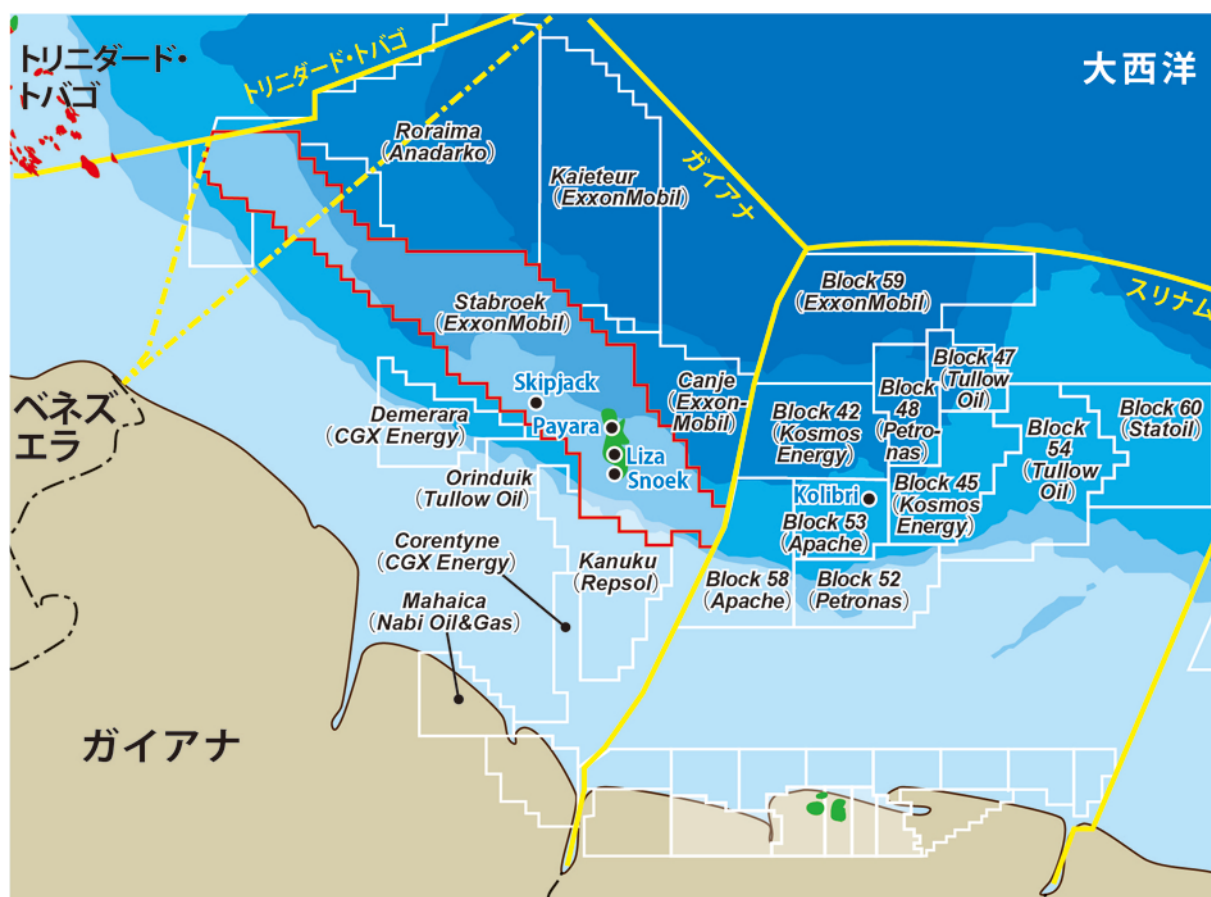 トリニダード・
トバゴ
トリニダード・トバゴ
大西洋
Roraima
(Anadarko)
Kaieteur
(ExxonMobil)
ガイアナ
Block 59
(ExxonMobil)
スリナム
Stabroek
(ExxonMobil)
Block 47
(Tullow
Oil)
Canje
(Exxon-
Mobil)
Block
48
(Petro-
nas)
ベネズ
エラ
Skipjack
Demerara
(CGX Energy)
Payara
Block 42
(Kosmos
Energy)
Block 60
(Statoil)
Block
54
(Tullow
Oil)
Liza
Snoek
Orinduik
(Tullow Oil)
Kolibri
Block 45
(Kosmos
Energy)
Block 53
(Apache)
Corentyne
(CGX Energy)
Kanuku
(Repsol)
Block 58
(Apache)
Block 52
(Petronas)
Mahaica
(Nabi Oil&Gas)
ガイアナ